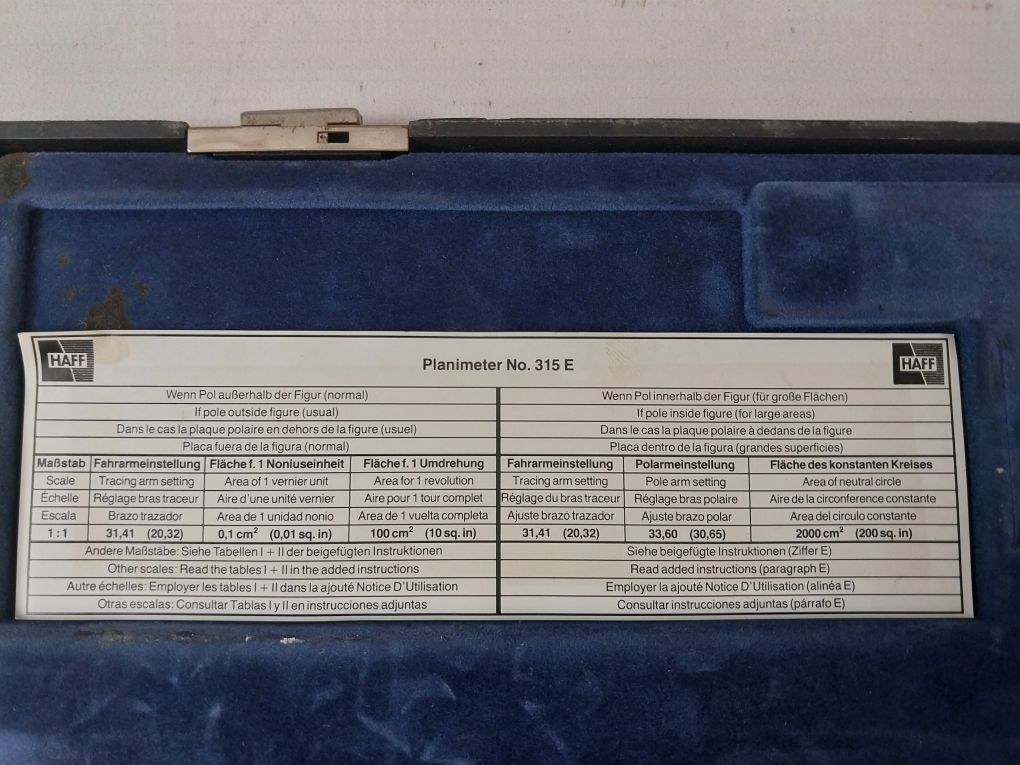 HAFF
Planimeter No. 315 E
HAFF
Wenn Pol außerhalb der Figur (normal)
Wenn Pol innerhalb der Figur (für große Flächen)
If pole outside figure (usual)
If pole inside figure (for large areas)
Dans le cas la plaque polaire en dehors de la figure (usuel)
Dans le cas la plaque polaire à dedans de la figure
Placa fuera de la figura (normal)
Placa dentro de la figura (grandes superficies)
Maßstab Fahrarmeinstellung Fläche f. 1 Noniuseinheit Fläche f. 1 Umdrehung Fahrarmeinstellung Polarmeinstellung Fläche des konstanten Kreises
Scale Tracing arm setting Area of 1 vernier unit Area for 1 revolution Tracing arm setting Pole arm setting Area of neutral circle
Échelle Réglage bras traceur Aire d'une unité vernier Aire pour 1 tour complet Réglage du bras traceur Réglage bras polaire Aire de la circonférence constante
Escala Brazo trazador Area de 1 unidad nonio Area de 1 vuelta completa Ajuste brazo trazador Ajuste brazo polar Area del circulo constante
1 : 1 31,41 (20,32) 0,1 cm² (0,01 sq. in) 100 cm² (10 sq. in) 31,41 (20,32) 33,60 (30,65) 2000 cm² (200 sq. in)
Andere Maßstäbe: Siehe Tabellen I + II der beigefügten Instruktionen
Siehe beigefügte Instruktionen (Ziffer E)
Other scales: Read the tables I + II in the added instructions
Read added instructions (paragraph E)
Autre échelles: Employer les tables I + II dans la ajouté Notice D'Utilisation
Employer la ajouté Notice D'Utilisation (alinéa E)
Otras escalas: Consultar Tablas I y II en instrucciones adjuntas
Consultar instrucciones adjuntas (párrafo E)